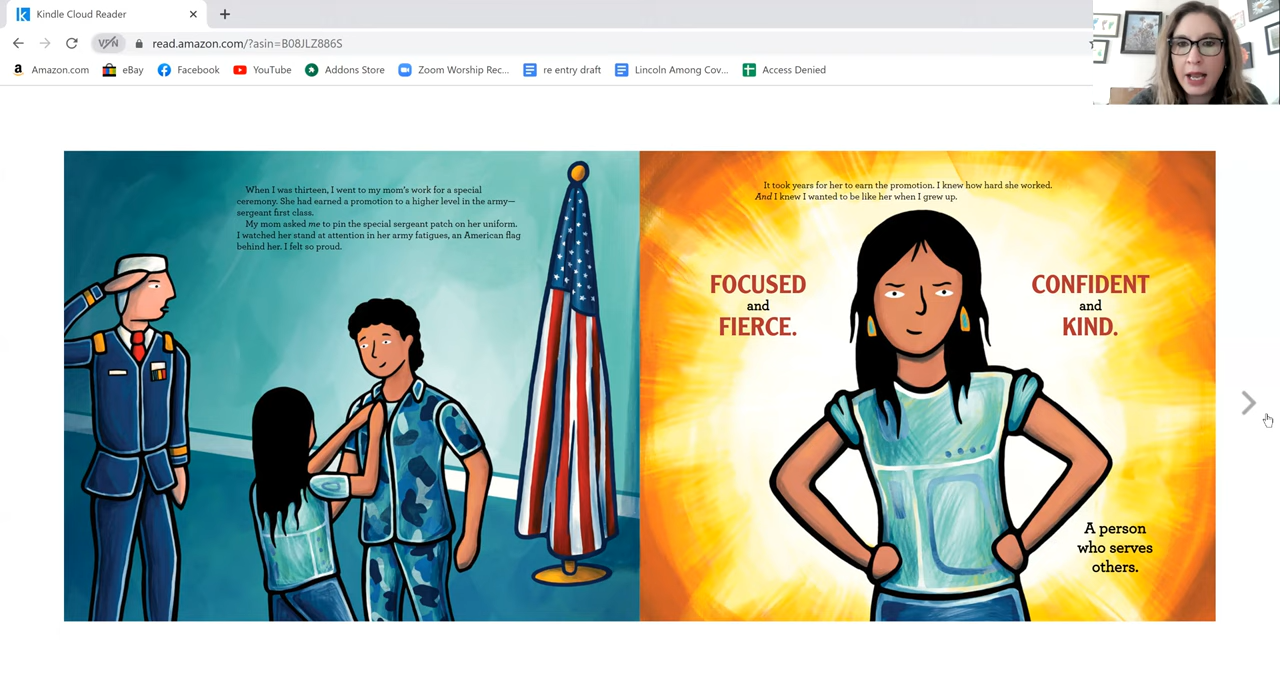 Kindle Cloud Reader
read.amazon.com/?asin=B08JLZ886S
Amazon.com
eBay
Facebook
YouTube
Addons Store
Zoom Worship Rec...
re entry draft
Lincoln Among Cov...
Access Denied
When I was thirteen, I went to my mom's work for a special
ceremony. She had earned a promotion to a higher level in the army—
sergeant first class.
My mom asked me to pin the special sergeant patch on her uniform.
I watched her stand at attention in her army fatigues, an American flag
behind her. I felt so proud.
It took years for her to earn the promotion. I knew how hard she worked.
And I knew I wanted to be like her when I grew up.
FOCUSED
and
FIERCE.
CONFIDENT
and
KIND.
A person
who serves
others.